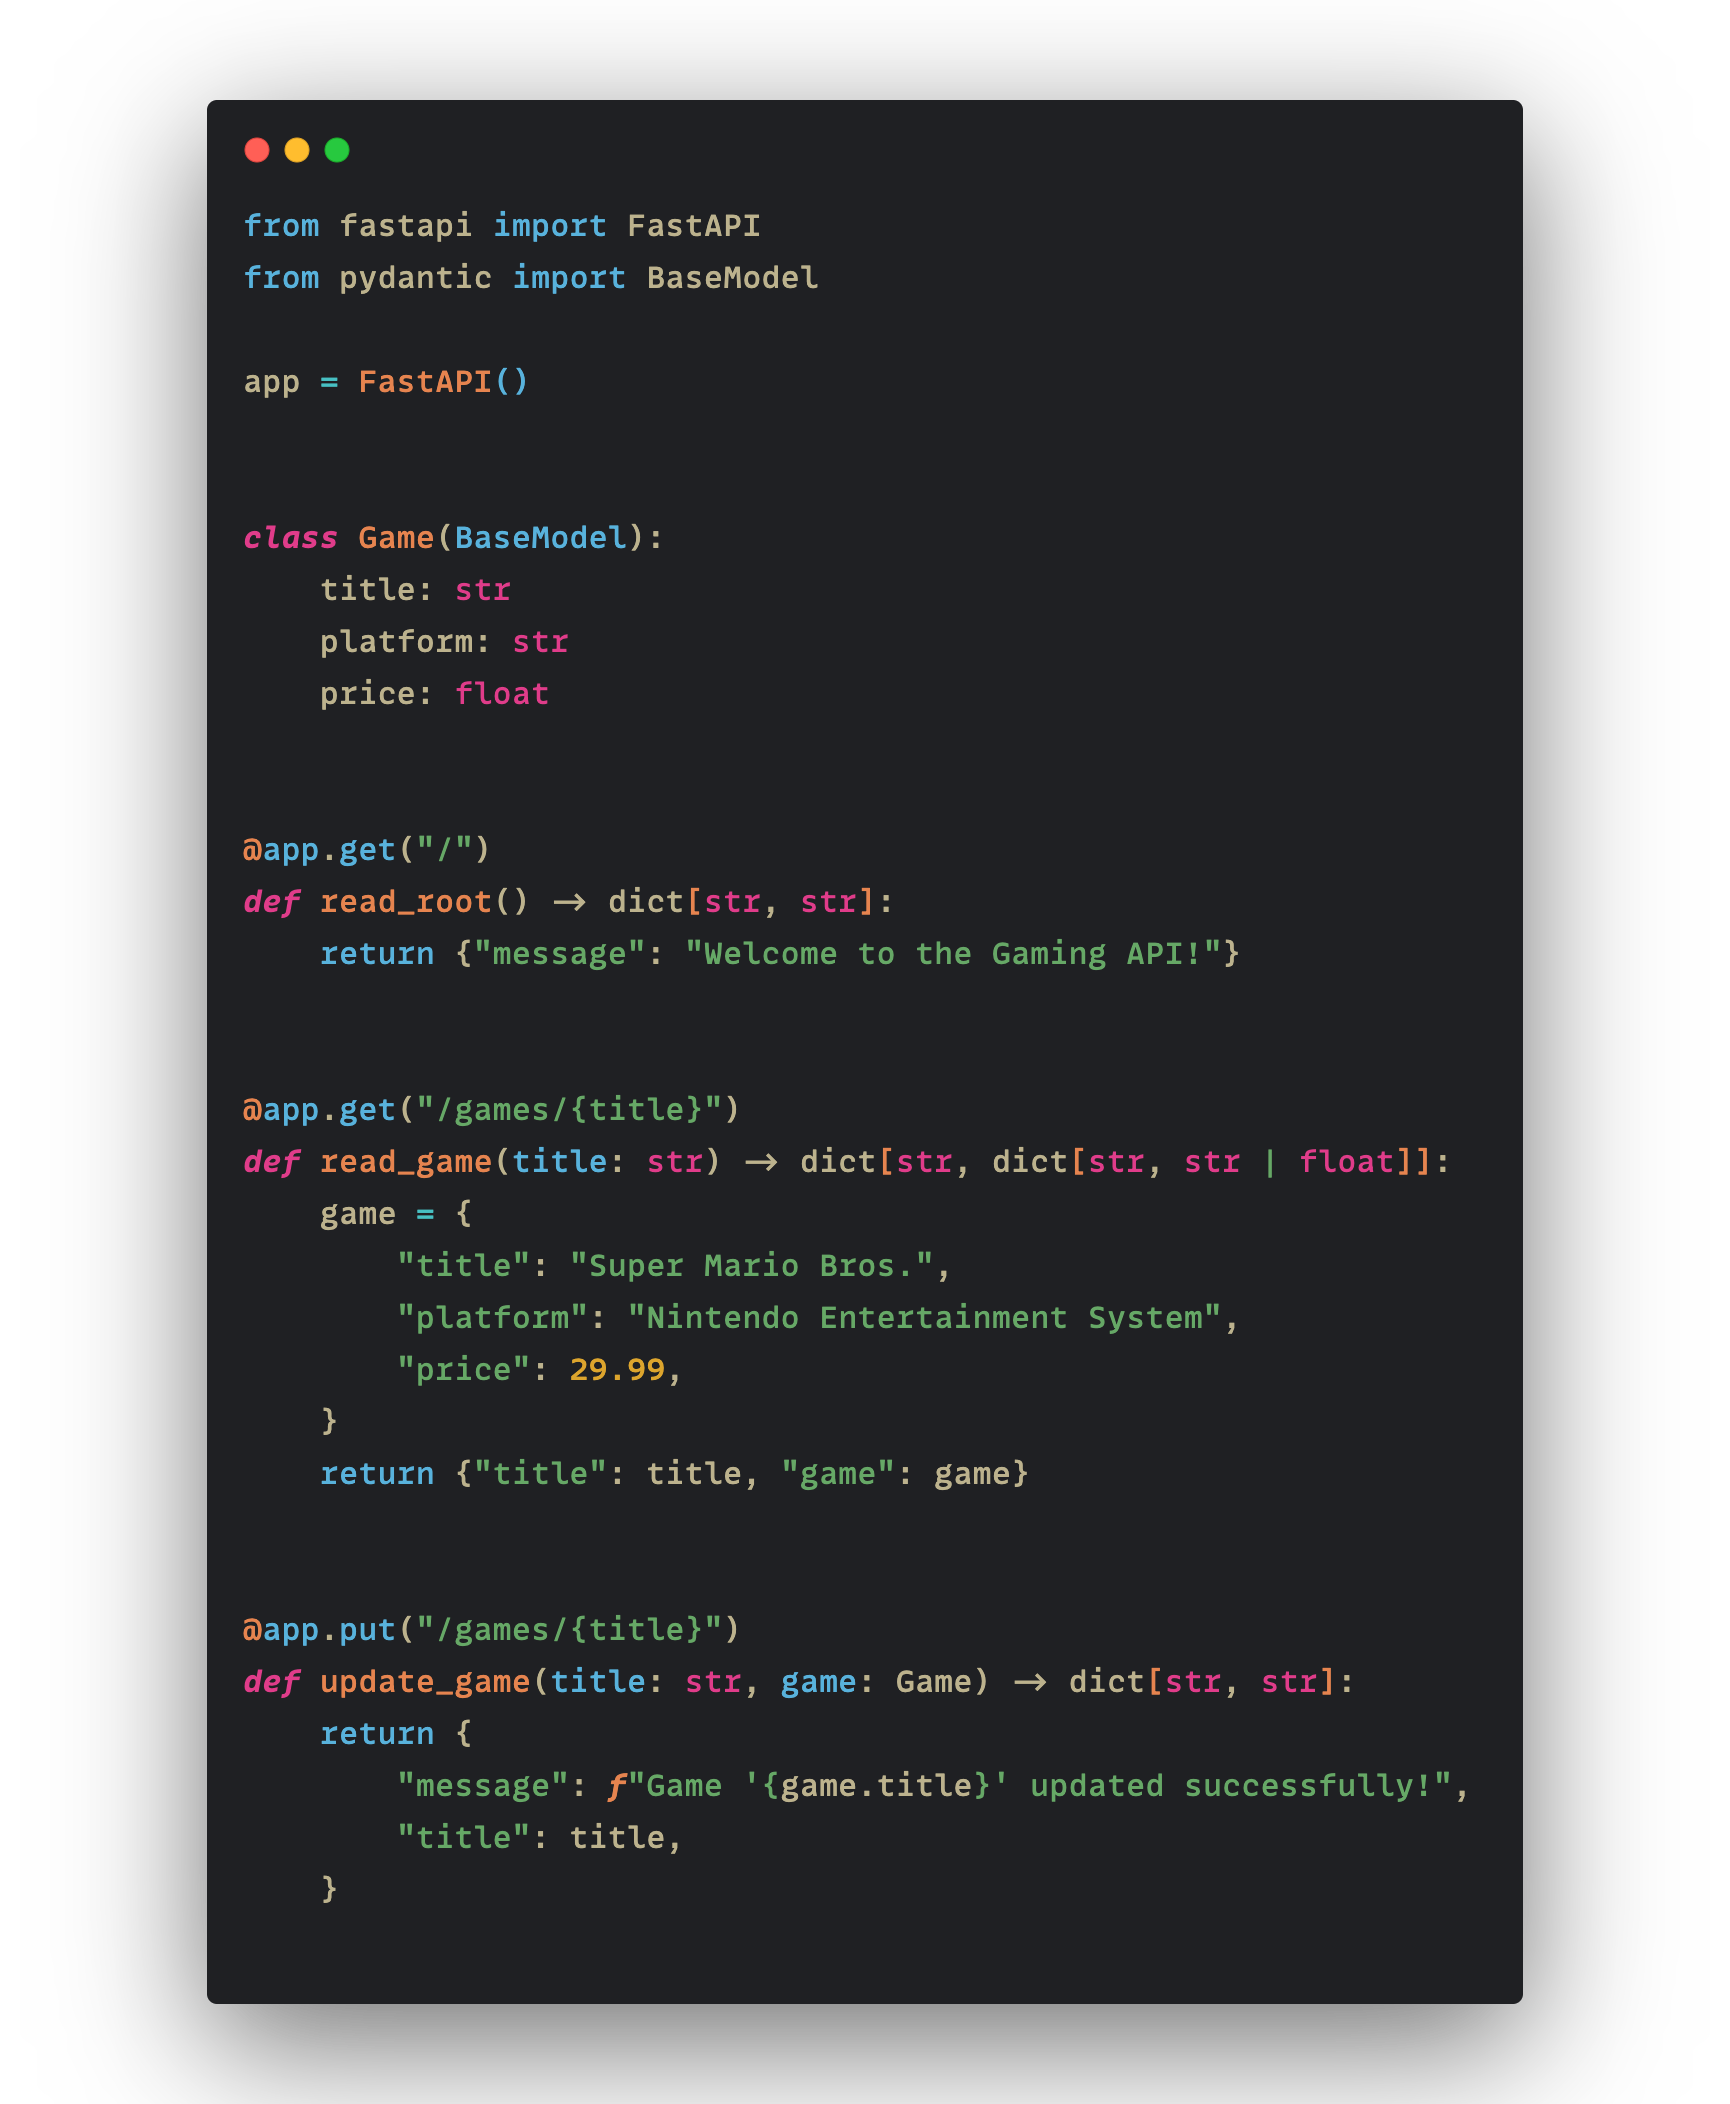 from fastapi import FastAPI
from pydantic import BaseModel
app = FastAPI()
class Game(BaseModel):
    title: str
    platform: str
    price: float
@app.get("/")
def read_root() -> dict[str, str]:
    return {"message": "Welcome to the Gaming API!"}
@app.get("/games/{title}")
def read_game(title: str) -> dict[str, dict[str, str | float]]:
    game = {
        "title": "Super Mario Bros.",
        "platform": "Nintendo Entertainment System",
        "price": 29.99,
    }
    return {"title": title, "game": game}
@app.put("/games/{title}")
def update_game(title: str, game: Game) -> dict[str, str]:
    return {
        "message": f"Game '{game.title}' updated successfully!",
        "title": title,
    }